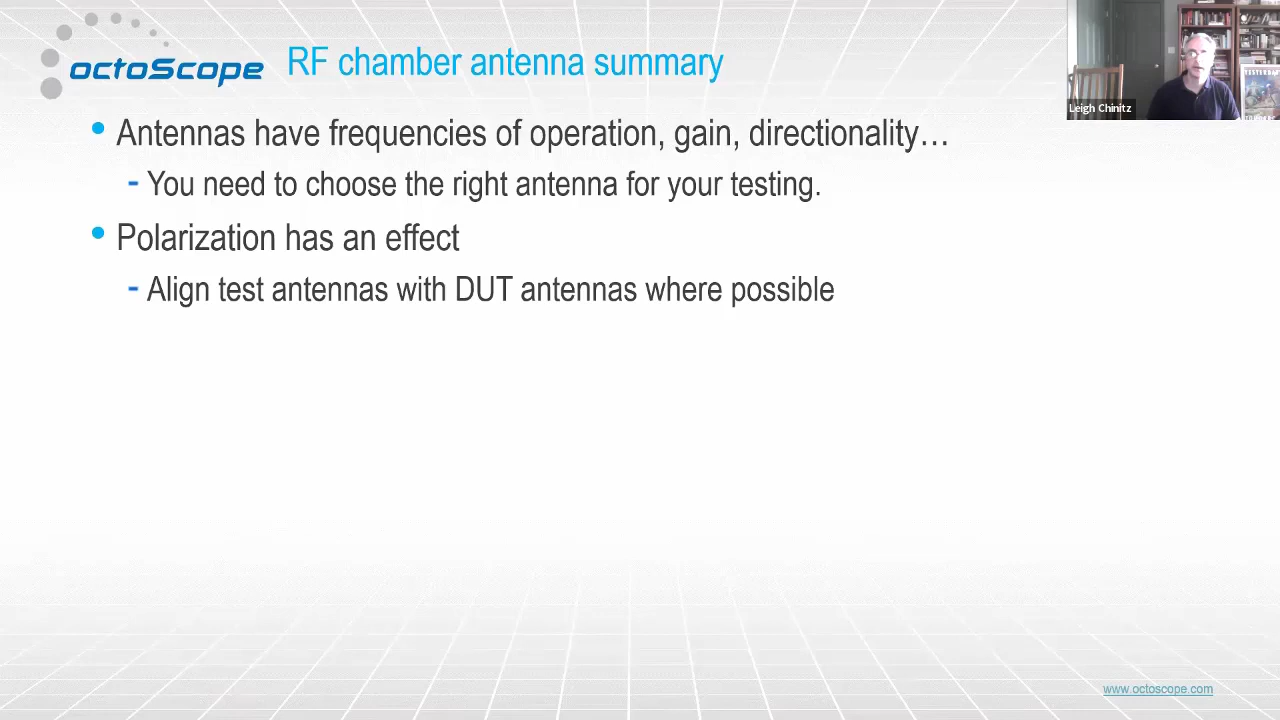 octoScope
RF chamber antenna summary
Leigh Chinitz
• Antennas have frequencies of operation, gain, directionality…
- You need to choose the right antenna for your testing.
• Polarization has an effect
- Align test antennas with DUT antennas where possible
www.octoscope.com